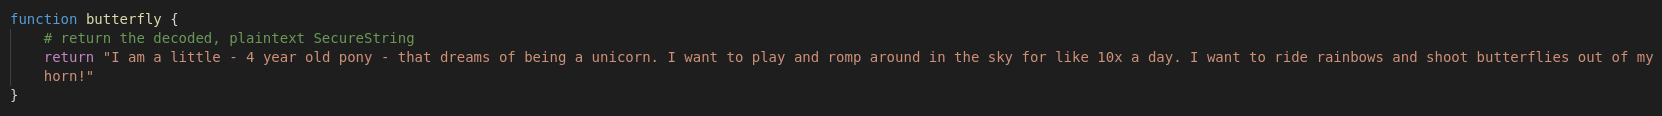 function butterfly {
    # return the decoded, plaintext SecureString
    return "I am a little - 4 year old pony - that dreams of being a unicorn. I want to play and romp around in the sky for like 10x a day. I want to ride rainbows and shoot butterflies out of my
    horn!"
}